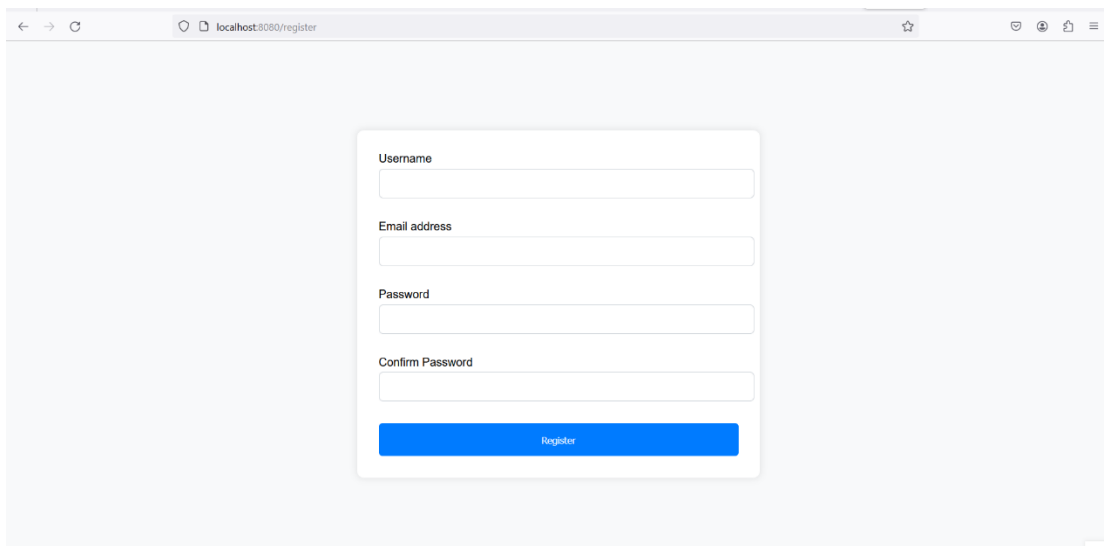 localhost:8080/register
Username
Email address
Password
Confirm Password
Register